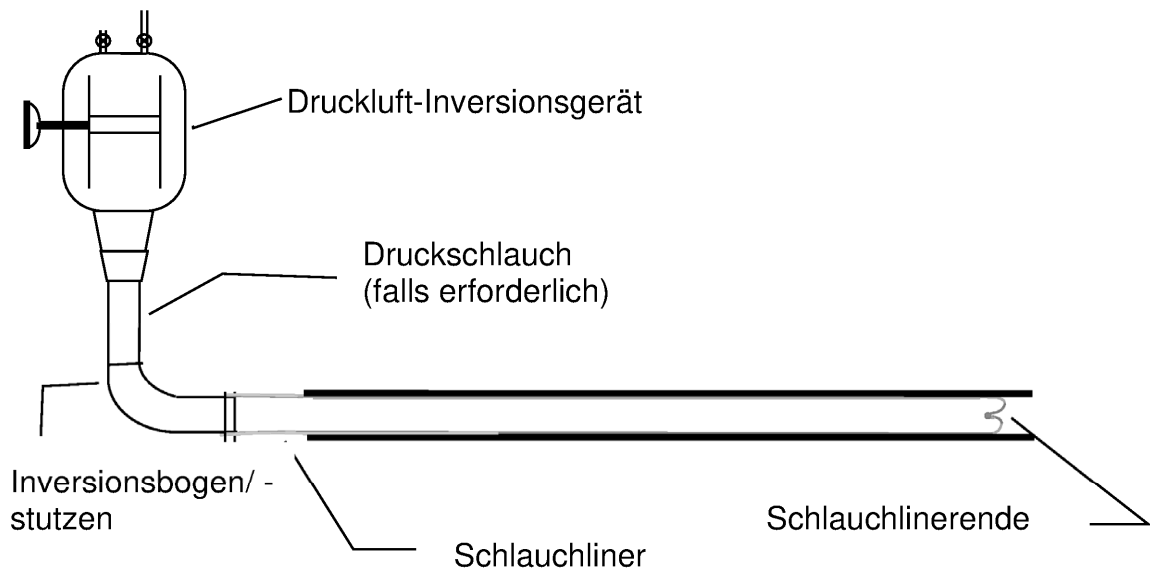 Druckluft-Inversionsgerät
Druckschlauch
(falls erforderlich)
Inversionsbogen/ -
stutzen
Schlauchlinerende
Schlauchliner